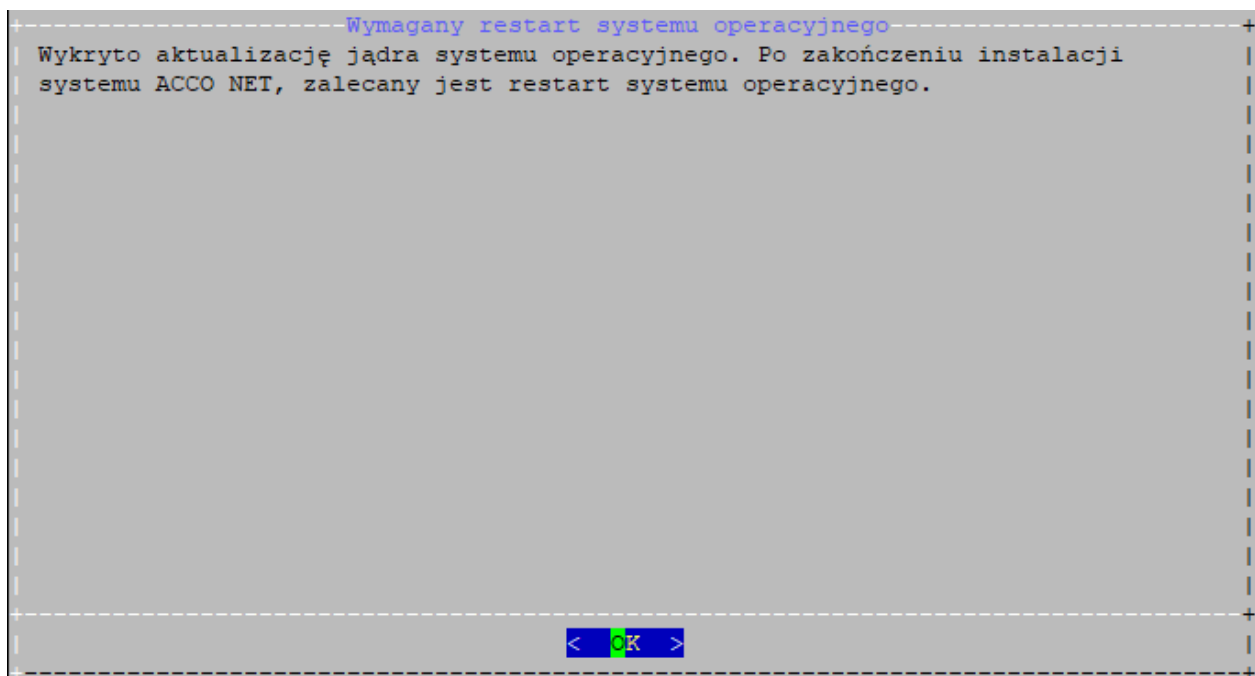 Wymagany restart systemu operacyjnego
Wykryto aktualizację jądra systemu operacyjnego. Po zakończeniu instalacji
systemu ACCO NET, zalecany jest restart systemu operacyjnego.
< OK >